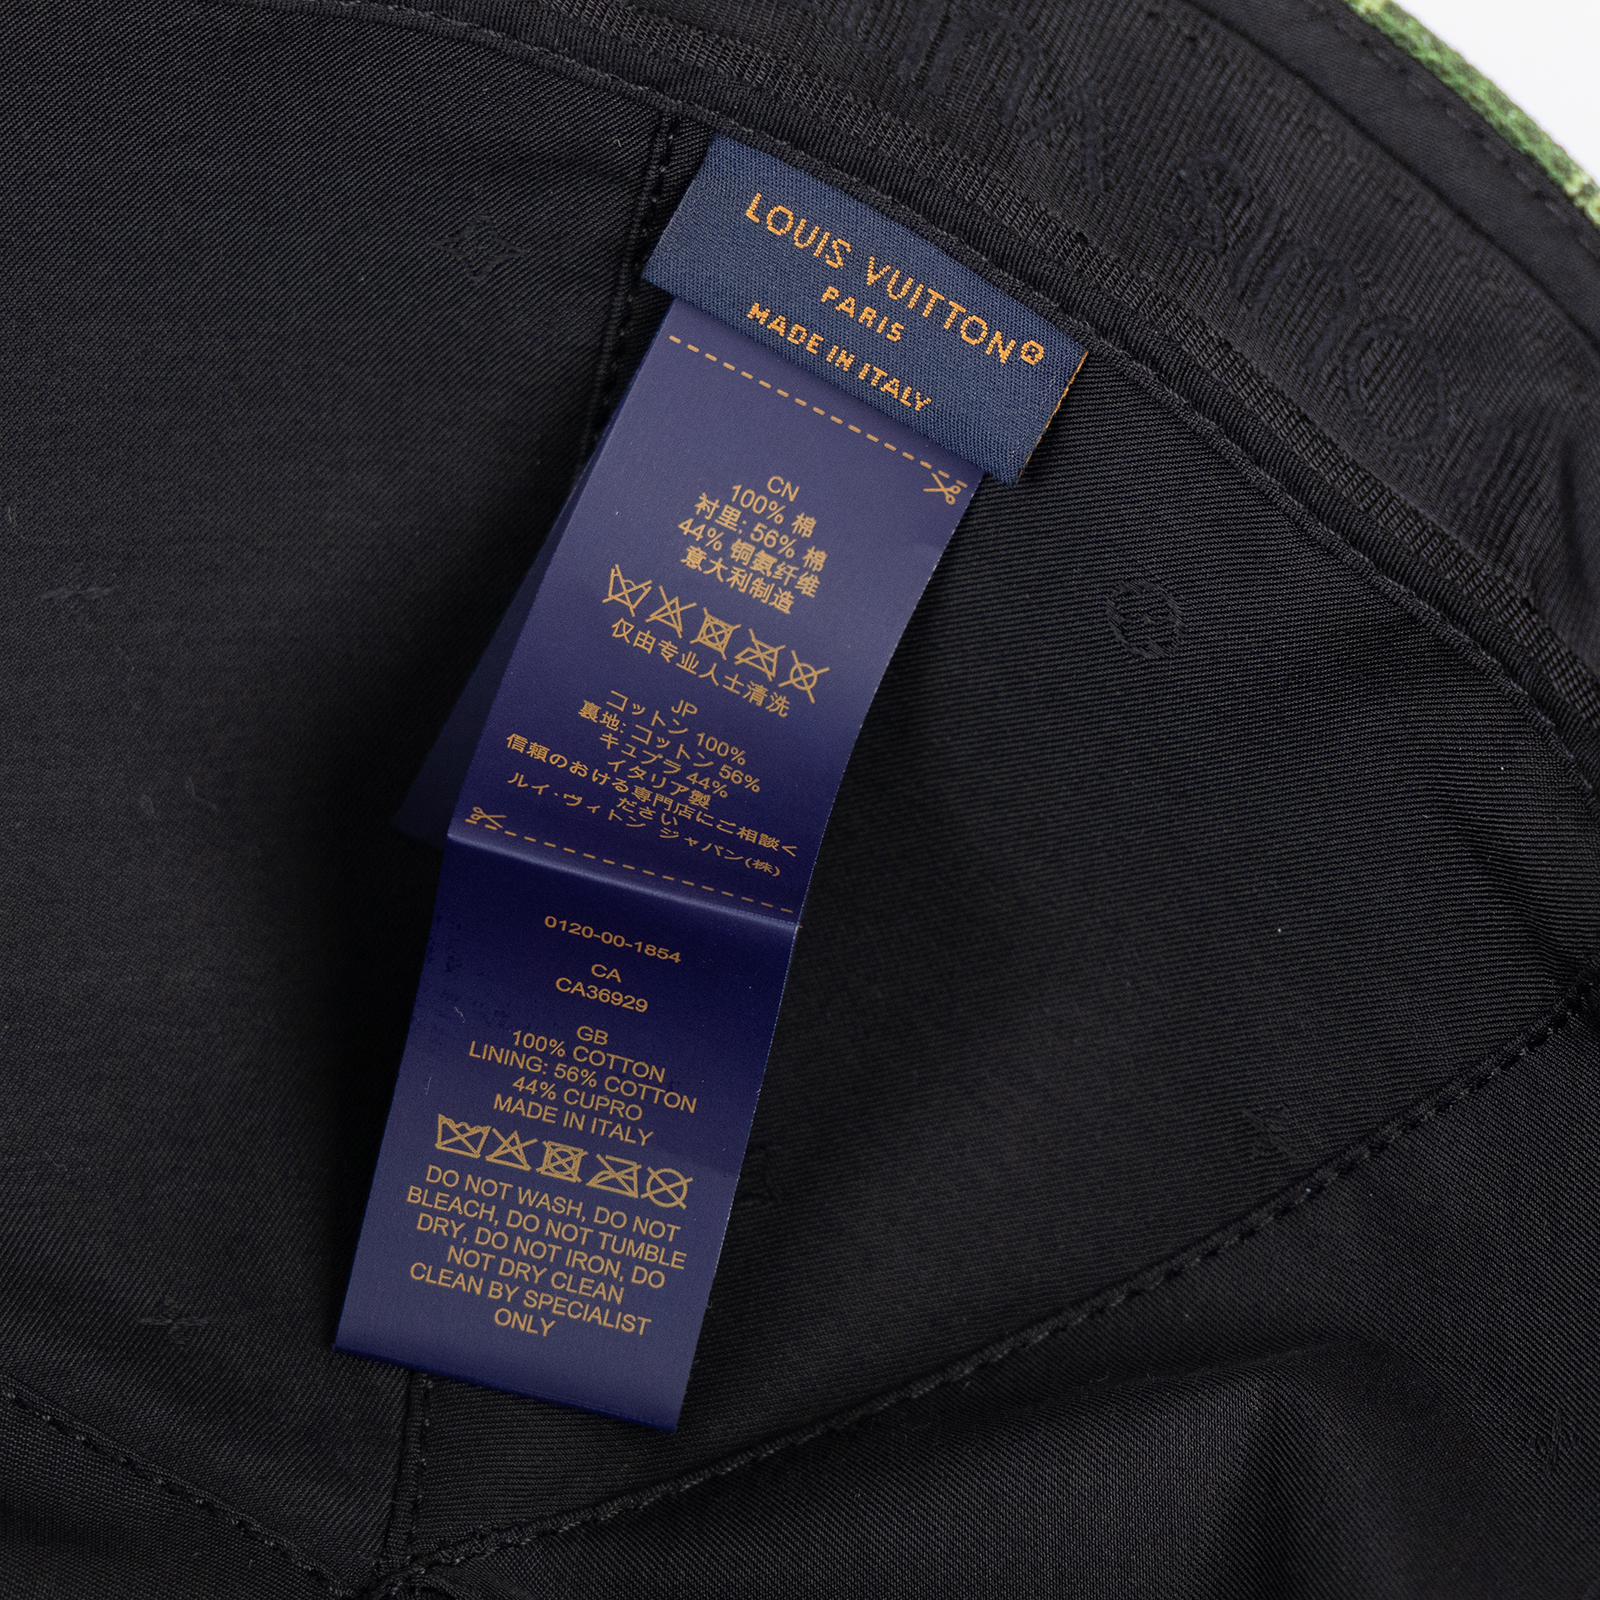 LOUIS VUITTON®
PARIS
MADE IN ITALY
CN
100% 棉
衬里: 56% 棉
44% 铜氨纤维
意大利制造
仅由专业人士清洗
JP
コットン 100%
裏地: コットン 56%
キュプラ 44%
イタリア製
信頼のおける専門店にご相談く
ださい
ルイ・ヴィトン ジャパン(株)
0120-00-1854
CA
CA36929
GB
100% COTTON
LINING: 56% COTTON
44% CUPRO
MADE IN ITALY
DO NOT WASH, DO NOT
BLEACH, DO NOT TUMBLE
DRY, DO NOT IRON, DO
NOT DRY CLEAN
CLEAN BY SPECIALIST
ONLY